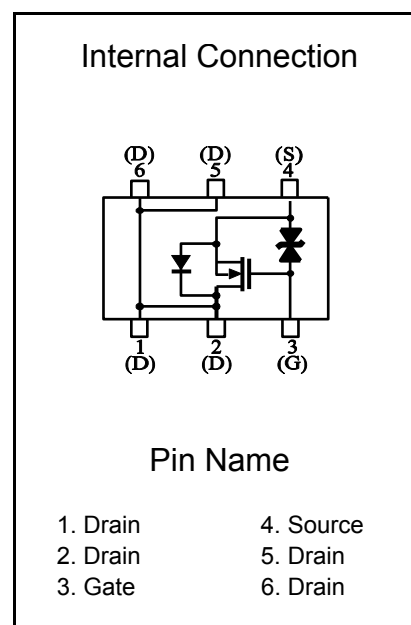 Internal Connection
(D) (D) (S)
6 5 4
1 2 3
(D) (D) (G)
Pin Name
1. Drain 4. Source
2. Drain 5. Drain
3. Gate 6. Drain